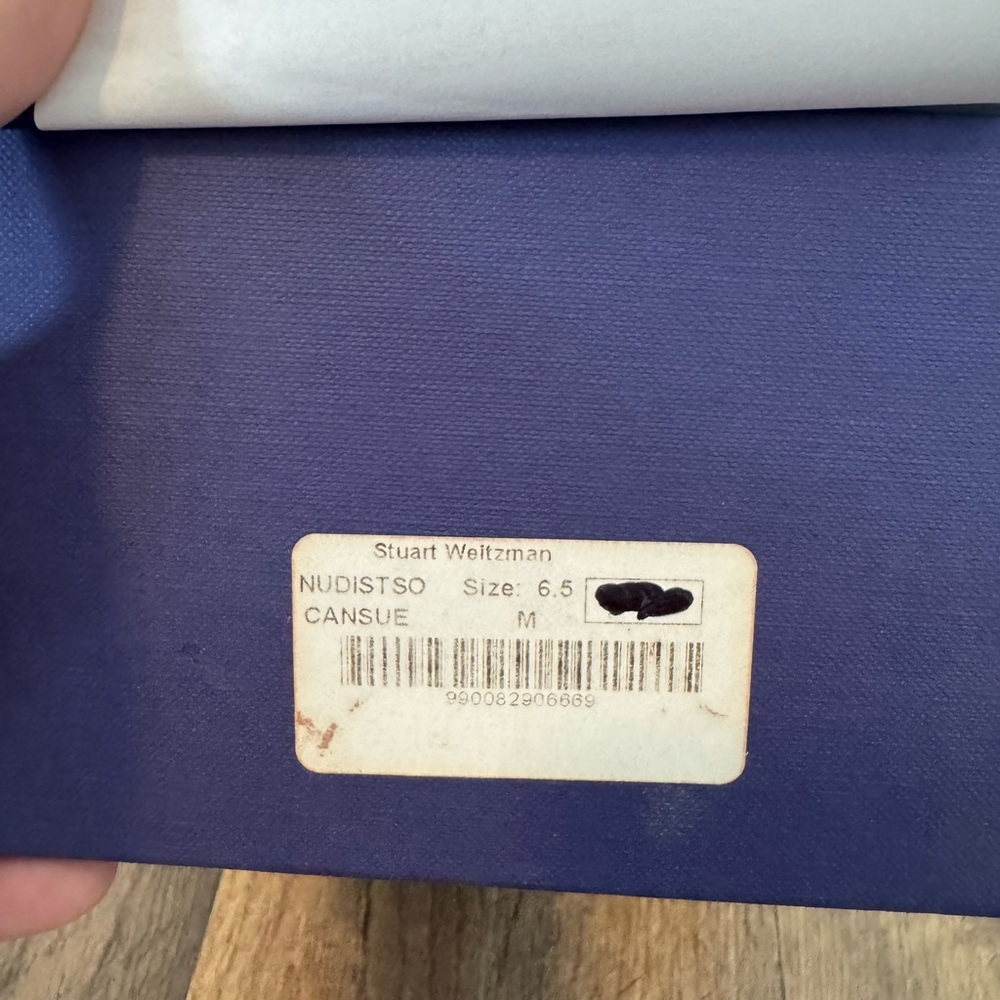 Stuart Weitzman
NUDISTSO Size: 6.5
CANSUE M
990082906669